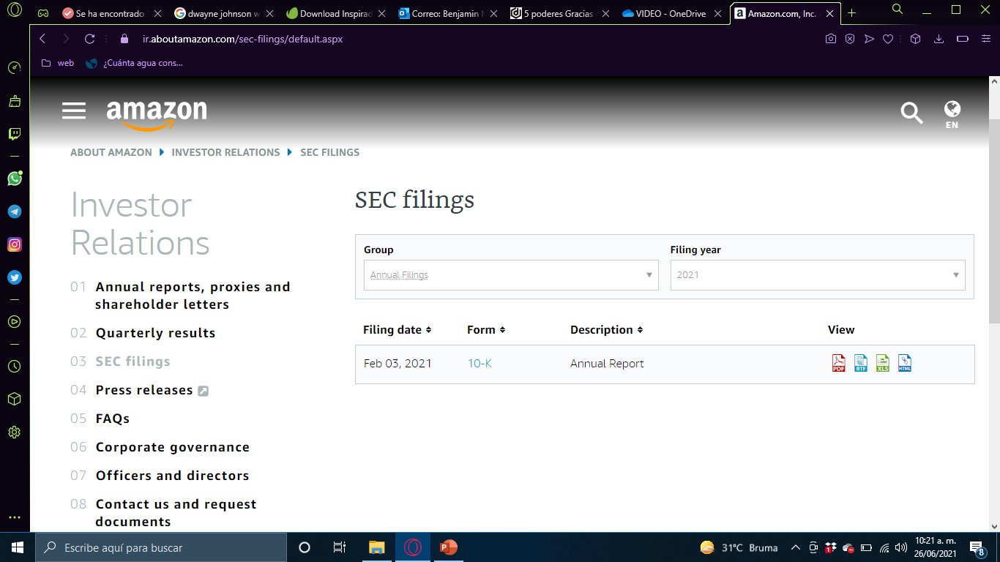 Se ha encontrado
dwayne johnson w
Download Inspirad
Correo: Benjamin M
5 poderes Gracias
VIDEO - OneDrive
Amazon.com, Inc.
ir.aboutamazon.com/sec-filings/default.aspx
web
¿Cuánta agua cons...
amazon
EN
ABOUT AMAZON
INVESTOR RELATIONS
SEC FILINGS
Investor
Relations
01 Annual reports, proxies and
shareholder letters
02 Quarterly results
03 SEC filings
04 Press releases
05 FAQs
06 Corporate governance
07 Officers and directors
08 Contact us and request
documents
SEC filings
Group
Filing year
Annual Filings
2021
Filing date Form Description View
Feb 03, 2021 10-K Annual Report PDF RTF XLS HTML
Escribe aquí para buscar
31°C Bruma
1
10:21 a. m.
26/06/2021
8